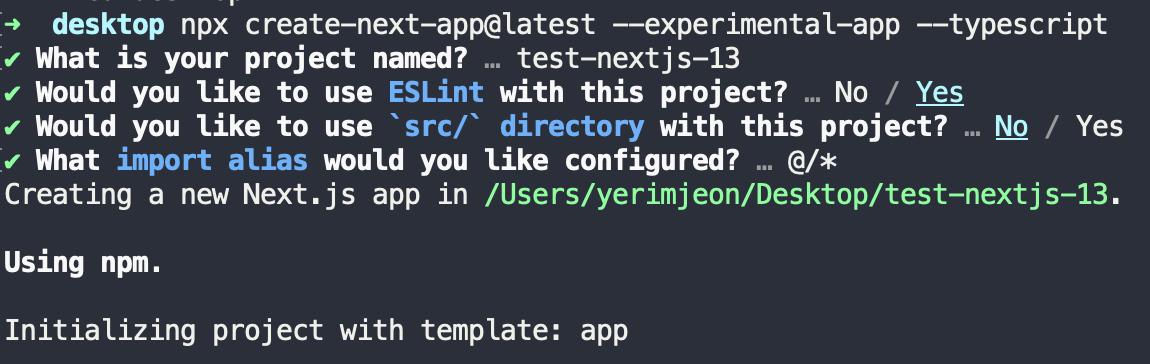 ➜ desktop npx create-next-app@latest --experimental-app --typescript
✔ What is your project named? … test-nextjs-13
✔ Would you like to use ESLint with this project? … No / Yes
✔ Would you like to use `src/` directory with this project? … No / Yes
✔ What import alias would you like configured? … @/*
Creating a new Next.js app in /Users/yerimjeon/Desktop/test-nextjs-13.
Using npm.
Initializing project with template: app